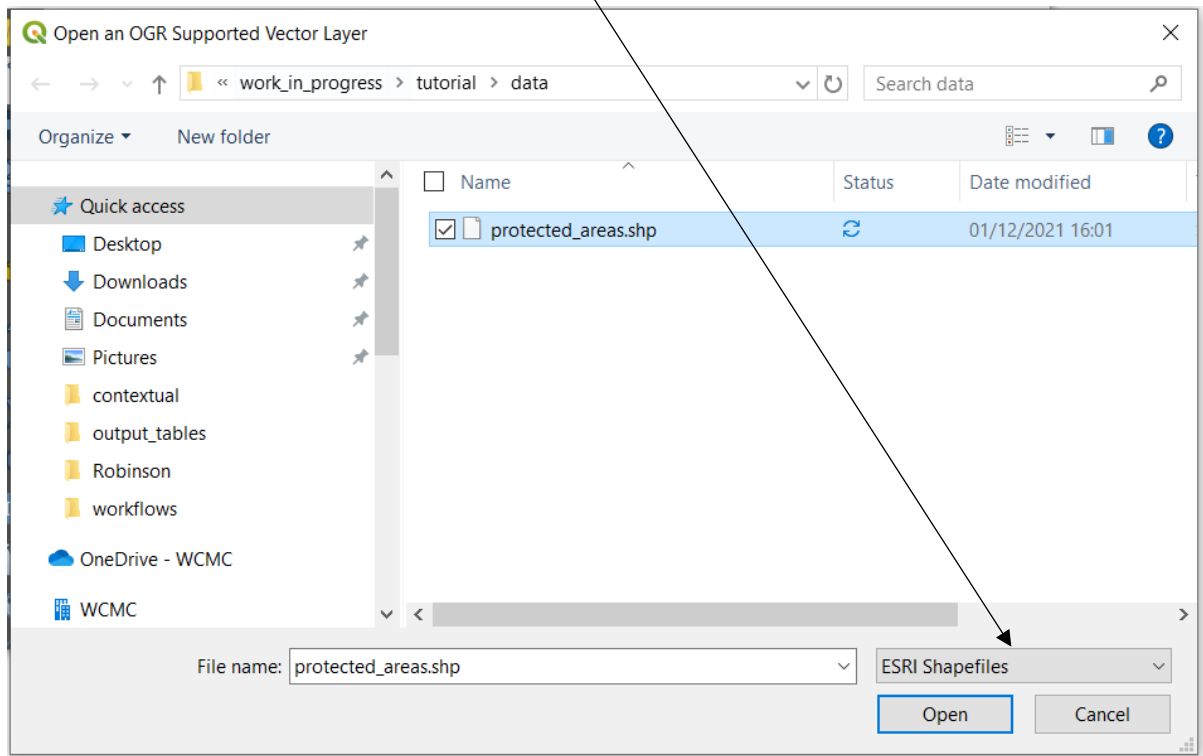 Open an OGR Supported Vector Layer
« work_in_progress > tutorial > data
Search data
Organize
New folder
?
Name
Status
Date modified
Quick access
protected_areas.shp
01/12/2021 16:01
Desktop
Downloads
Documents
Pictures
contextual
output_tables
Robinson
workflows
OneDrive - WCMC
WCMC
File name:
protected_areas.shp
ESRI Shapefiles
Open
Cancel